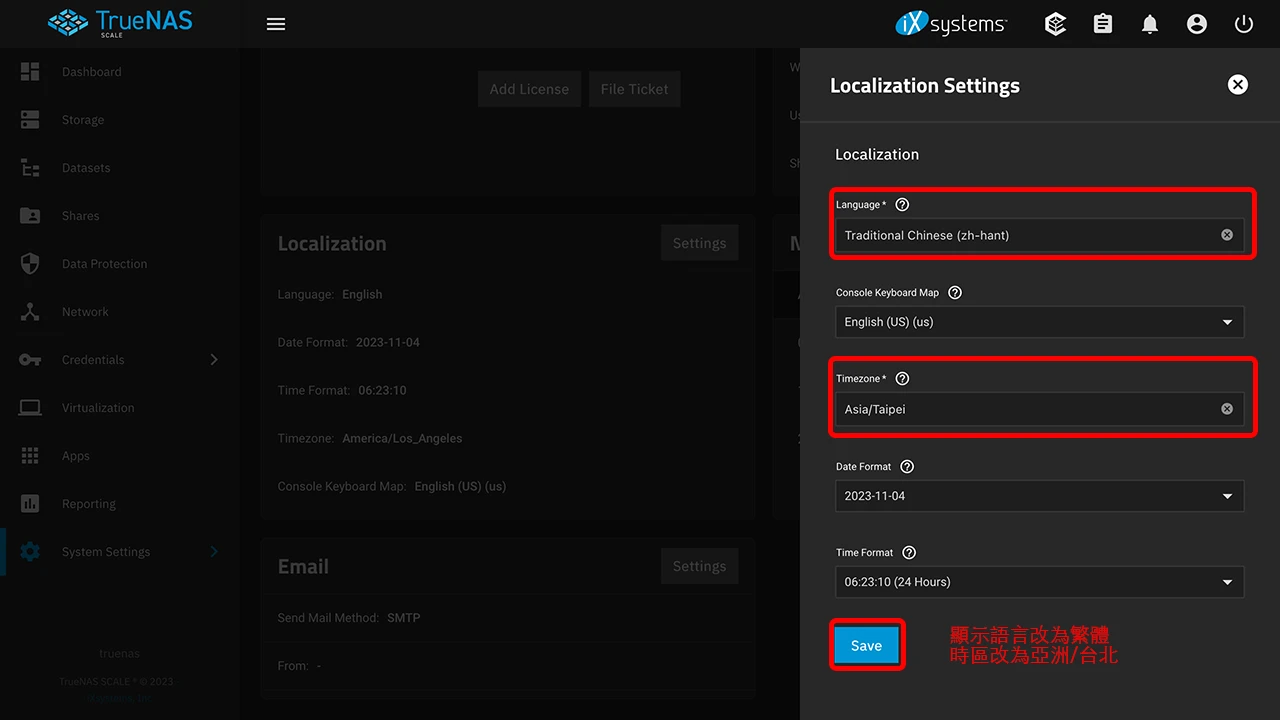 TrueNAS
SCALE
iX systems
Dashboard
Storage
Datasets
Shares
Data Protection
Network
Credentials
Virtualization
Apps
Reporting
System Settings
truenas
TrueNAS SCALE ® © 2023
Add License
File Ticket
Localization
Settings
Language: English
Date Format: 2023-11-04
Time Format: 06:23:10
Timezone: America/Los_Angeles
Console Keyboard Map: English (US) (us)
Email
Settings
Send Mail Method: SMTP
From: -
Localization Settings
Localization
Language *
Traditional Chinese (zh-hant)
Console Keyboard Map
English (US) (us)
Timezone *
Asia/Taipei
Date Format
2023-11-04
Time Format
06:23:10 (24 Hours)
Save
顯示語言改為繁體
時區改為亞洲/台北